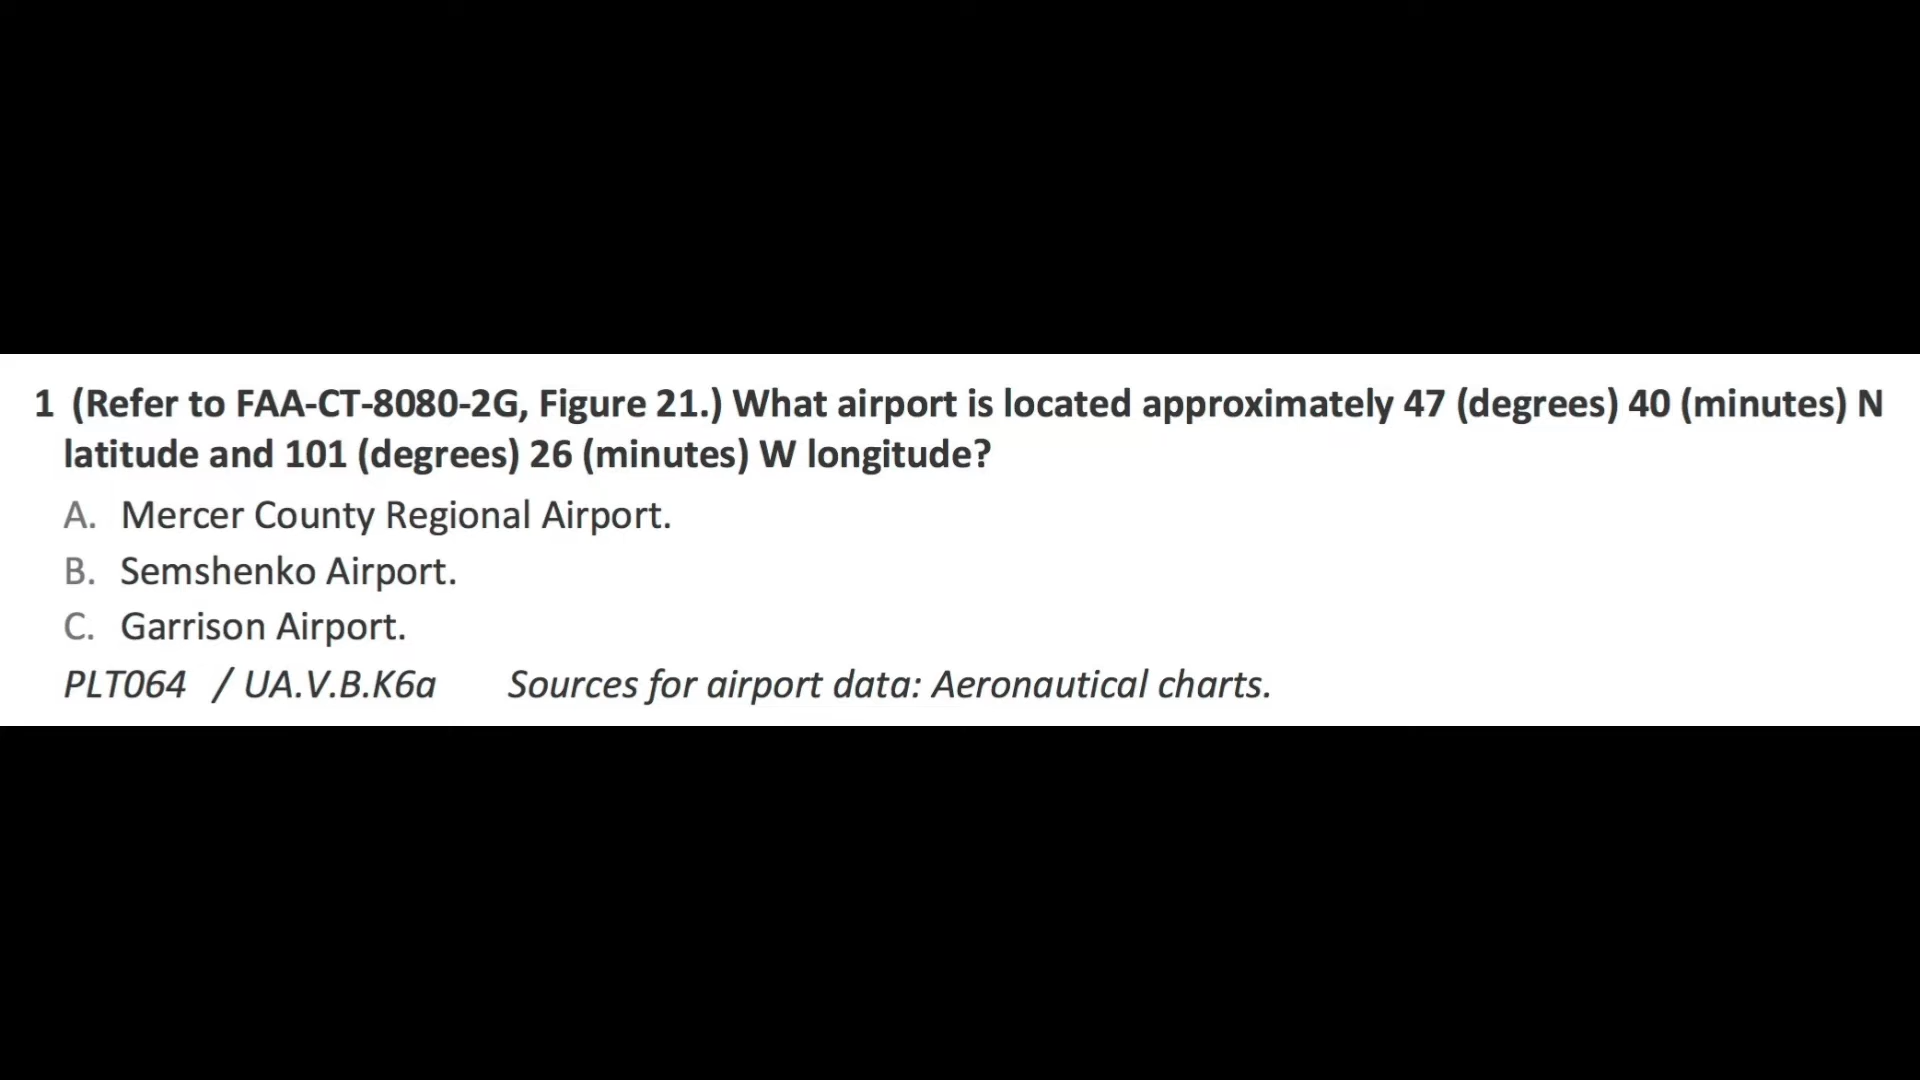 1 (Refer to FAA-CT-8080-2G, Figure 21.) What airport is located approximately 47 (degrees) 40 (minutes) N
latitude and 101 (degrees) 26 (minutes) W longitude?
A. Mercer County Regional Airport.
B. Semshenko Airport.
C. Garrison Airport.
PLT064 / UA.V.B.K6a Sources for airport data: Aeronautical charts.